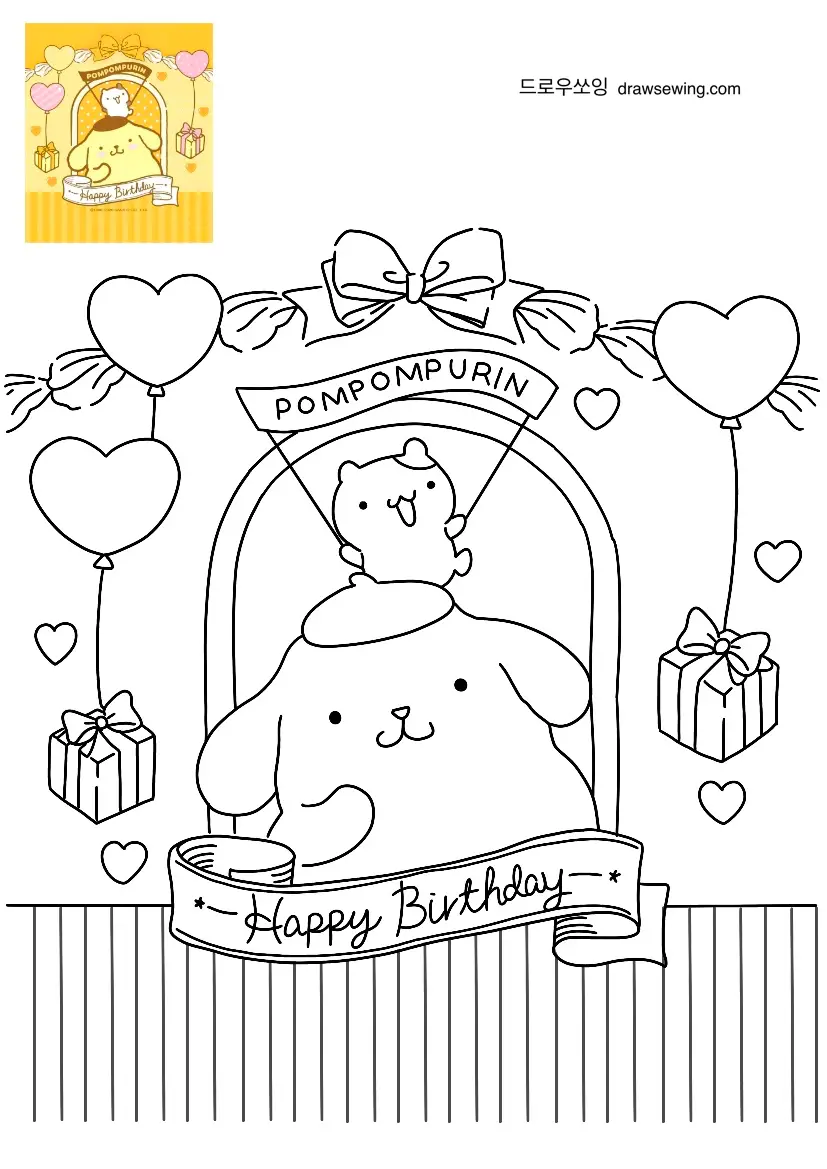 POMPOMPURIN
Happy Birthday
드로우쏘잉 drawsewing.com
POMPOMPURIN
* — Happy Birthday — *